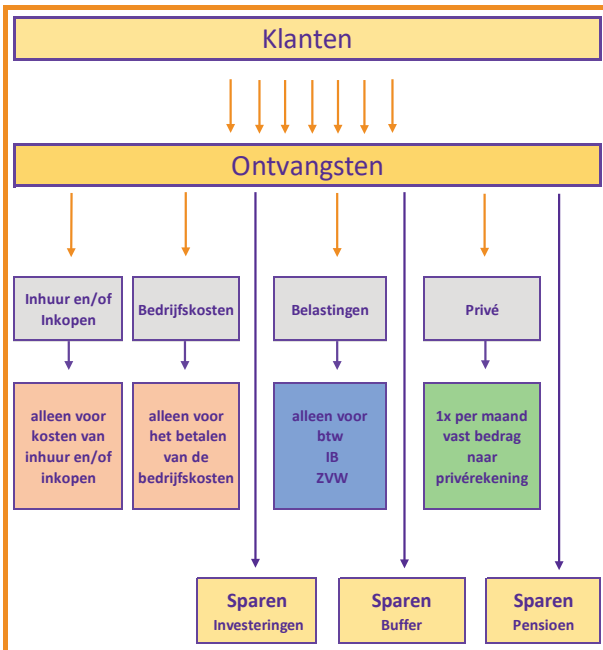 Klanten
Ontvangsten
Inhuur en/of
Inkopen
Bedrijfskosten
Belastingen
Privé
alleen voor
kosten van
inhuur en/of
inkopen
alleen voor
het betalen
van de
bedrijfskosten
alleen voor
btw
IB
ZVW
1x per maand
vast bedrag
naar
privérekening
Sparen
Investeringen
Sparen
Buffer
Sparen
Pensioen